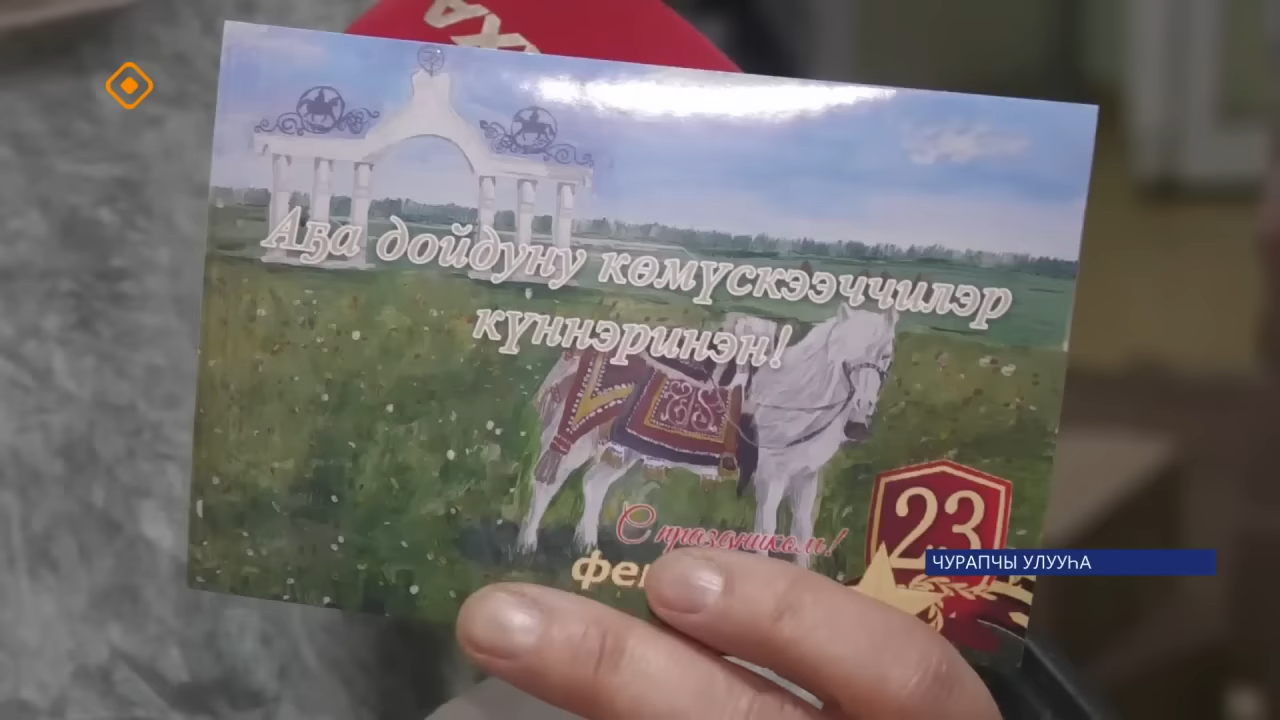 Аҕа дойдуну көмүскээччилэр
күннэринэн!
С праздником!
23
ЧУРАПЧЫ УЛУУҺА